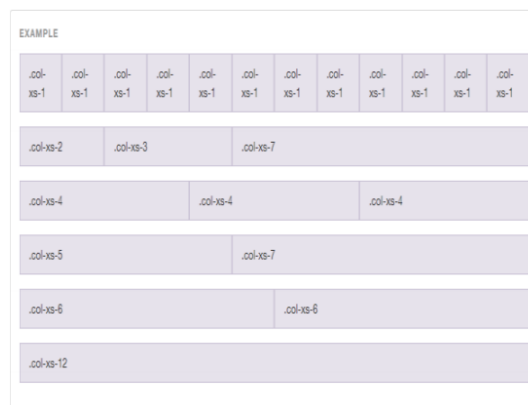 EXAMPLE
.col- .col- .col- .col- .col- .col- .col- .col- .col- .col- .col- .col-
xs-1 xs-1 xs-1 xs-1 xs-1 xs-1 xs-1 xs-1 xs-1 xs-1 xs-1 xs-1
.col-xs-2 .col-xs-3 .col-xs-7
.col-xs-4 .col-xs-4 .col-xs-4
.col-xs-5 .col-xs-7
.col-xs-6 .col-xs-6
.col-xs-12